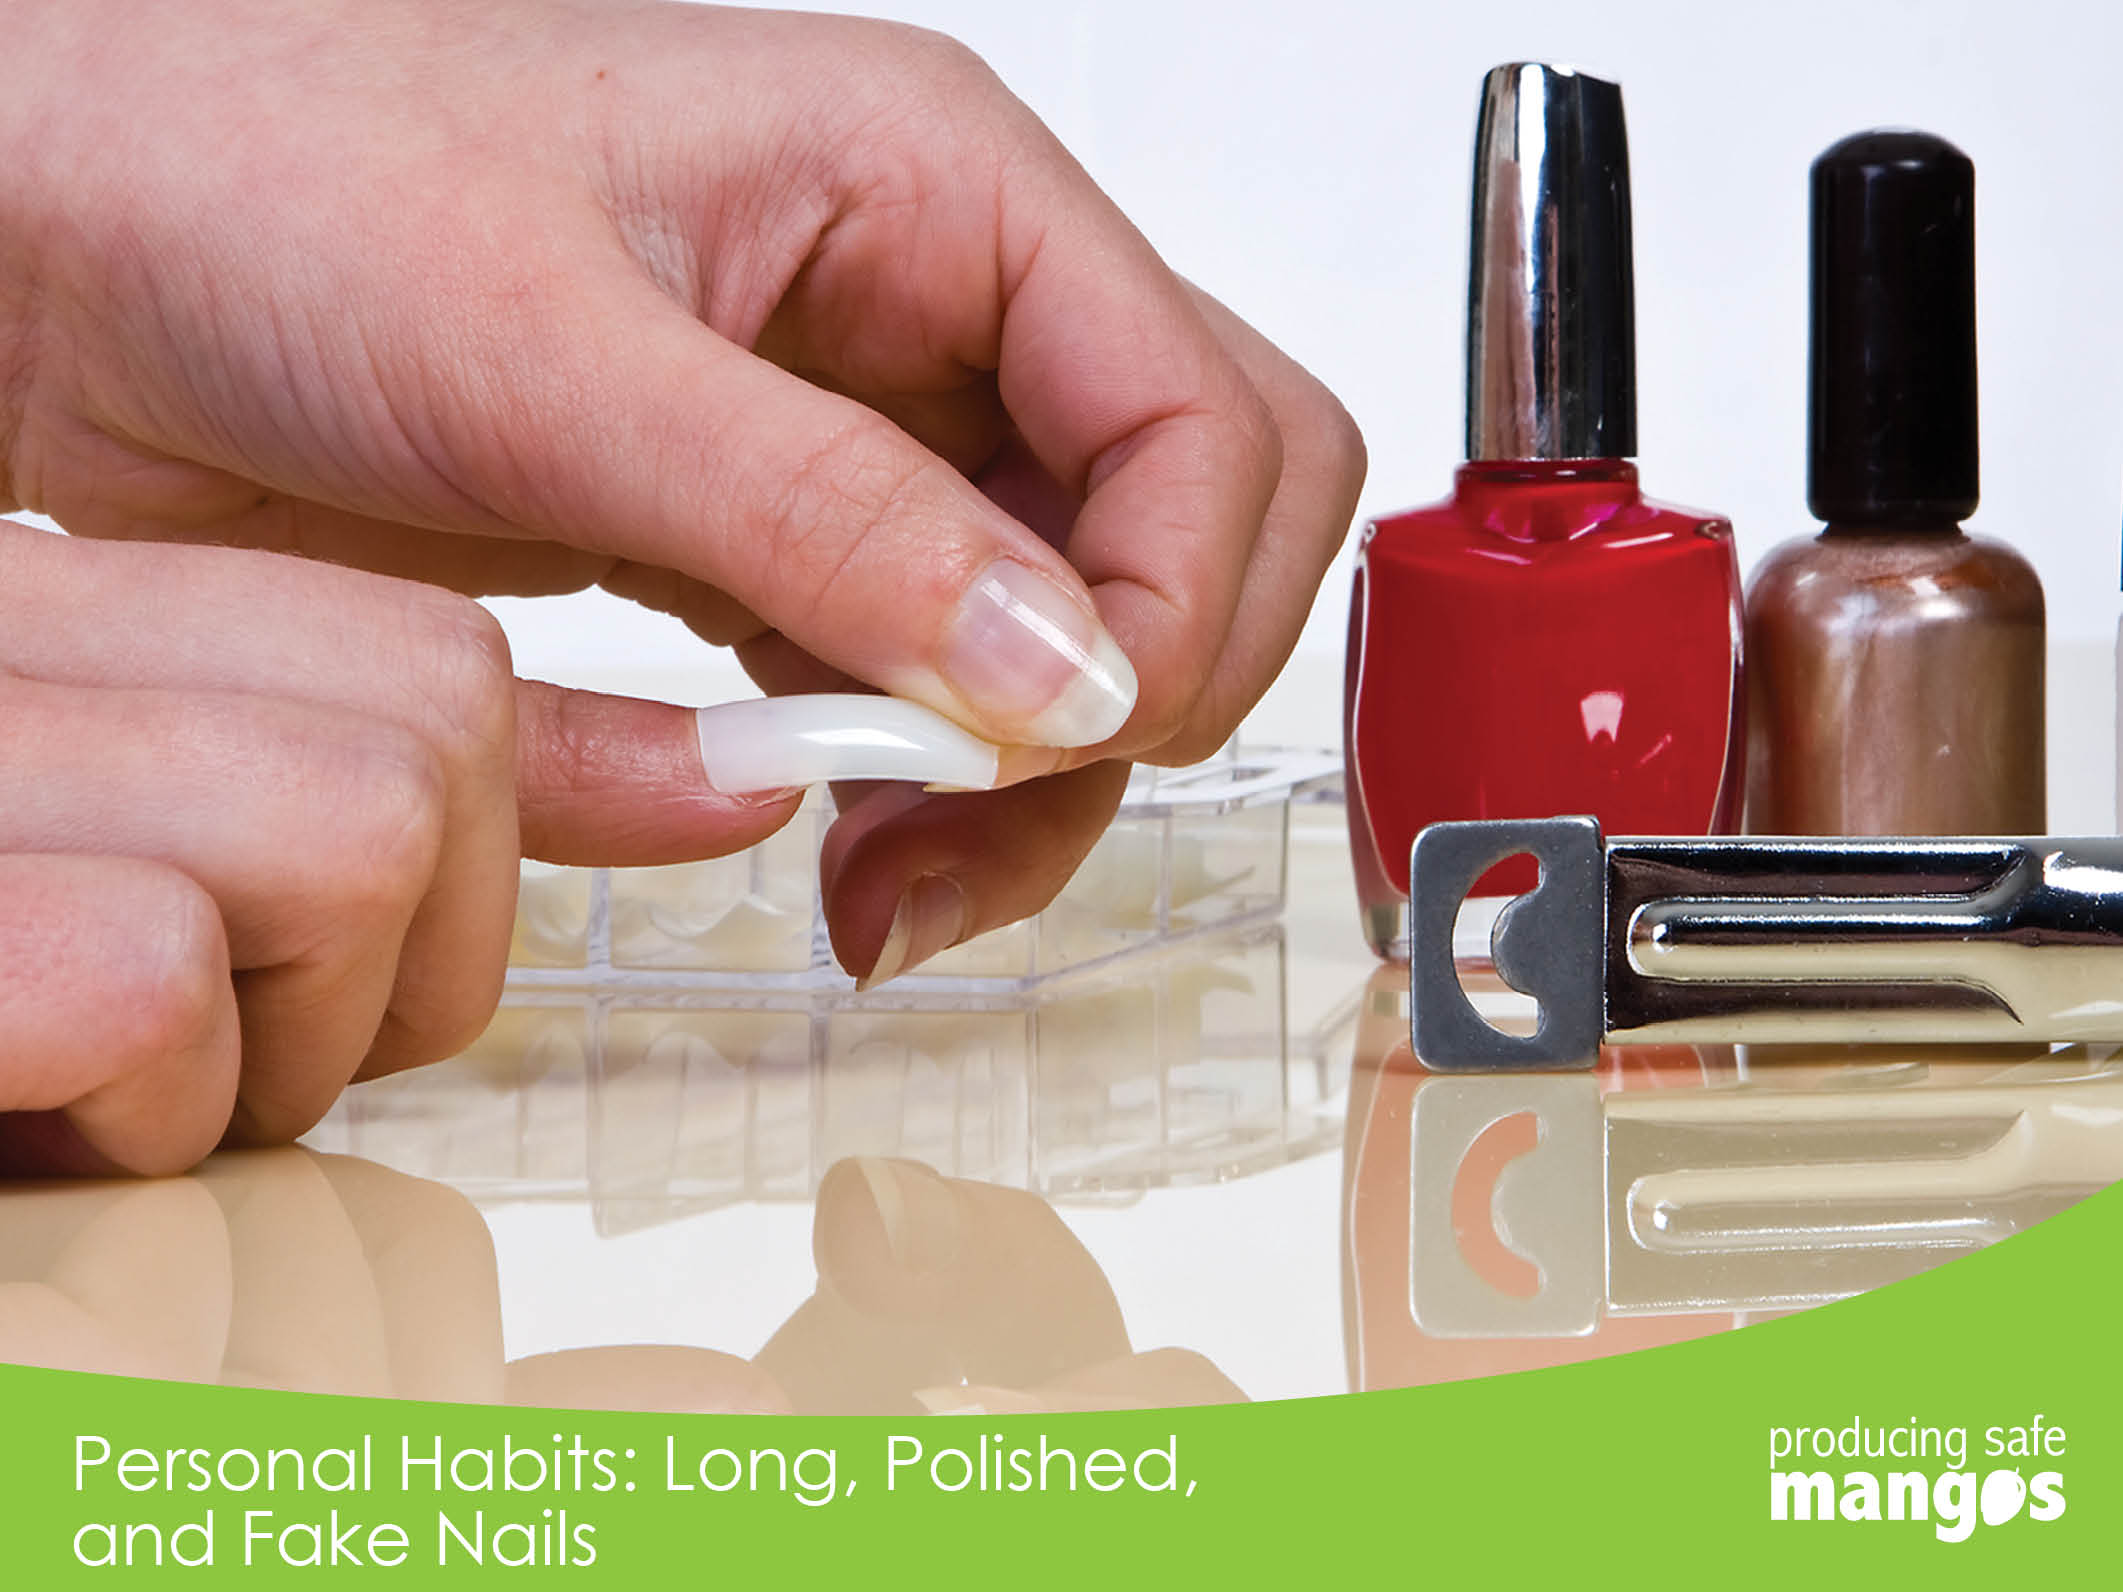 Personal Habits: Long, Polished,
and Fake Nails
producing safe
mangos